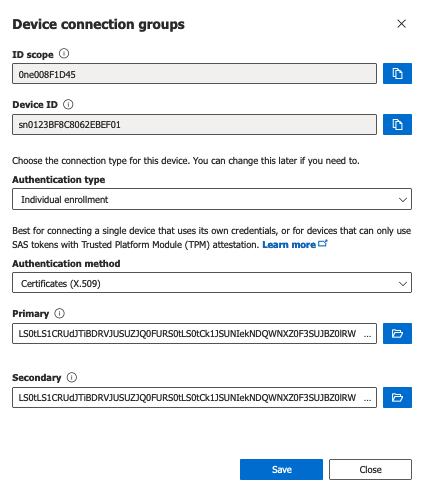 Device connection groups
ID scope
0ne008F1D45
Device ID
sn0123BF8C8062EBEF01
Choose the connection type for this device. You can change this later if you need to.
Authentication type
Individual enrollment
Best for connecting a single device that uses its own credentials, or for devices that can only use
SAS tokens with Trusted Platform Module (TPM) attestation. Learn more
Authentication method
Certificates (X.509)
Primary
LS0tLS1CRUdJTiBDRVJUSUZJQ0FURS0tLS0tCk1JSUNIekNDQWNXZ0F3SUJBZ0lRW ...
Secondary
LS0tLS1CRUdJTiBDRVJUSUZJQ0FURS0tLS0tCk1JSUNIekNDQWNXZ0F3SUJBZ0lRW ...
Save Close